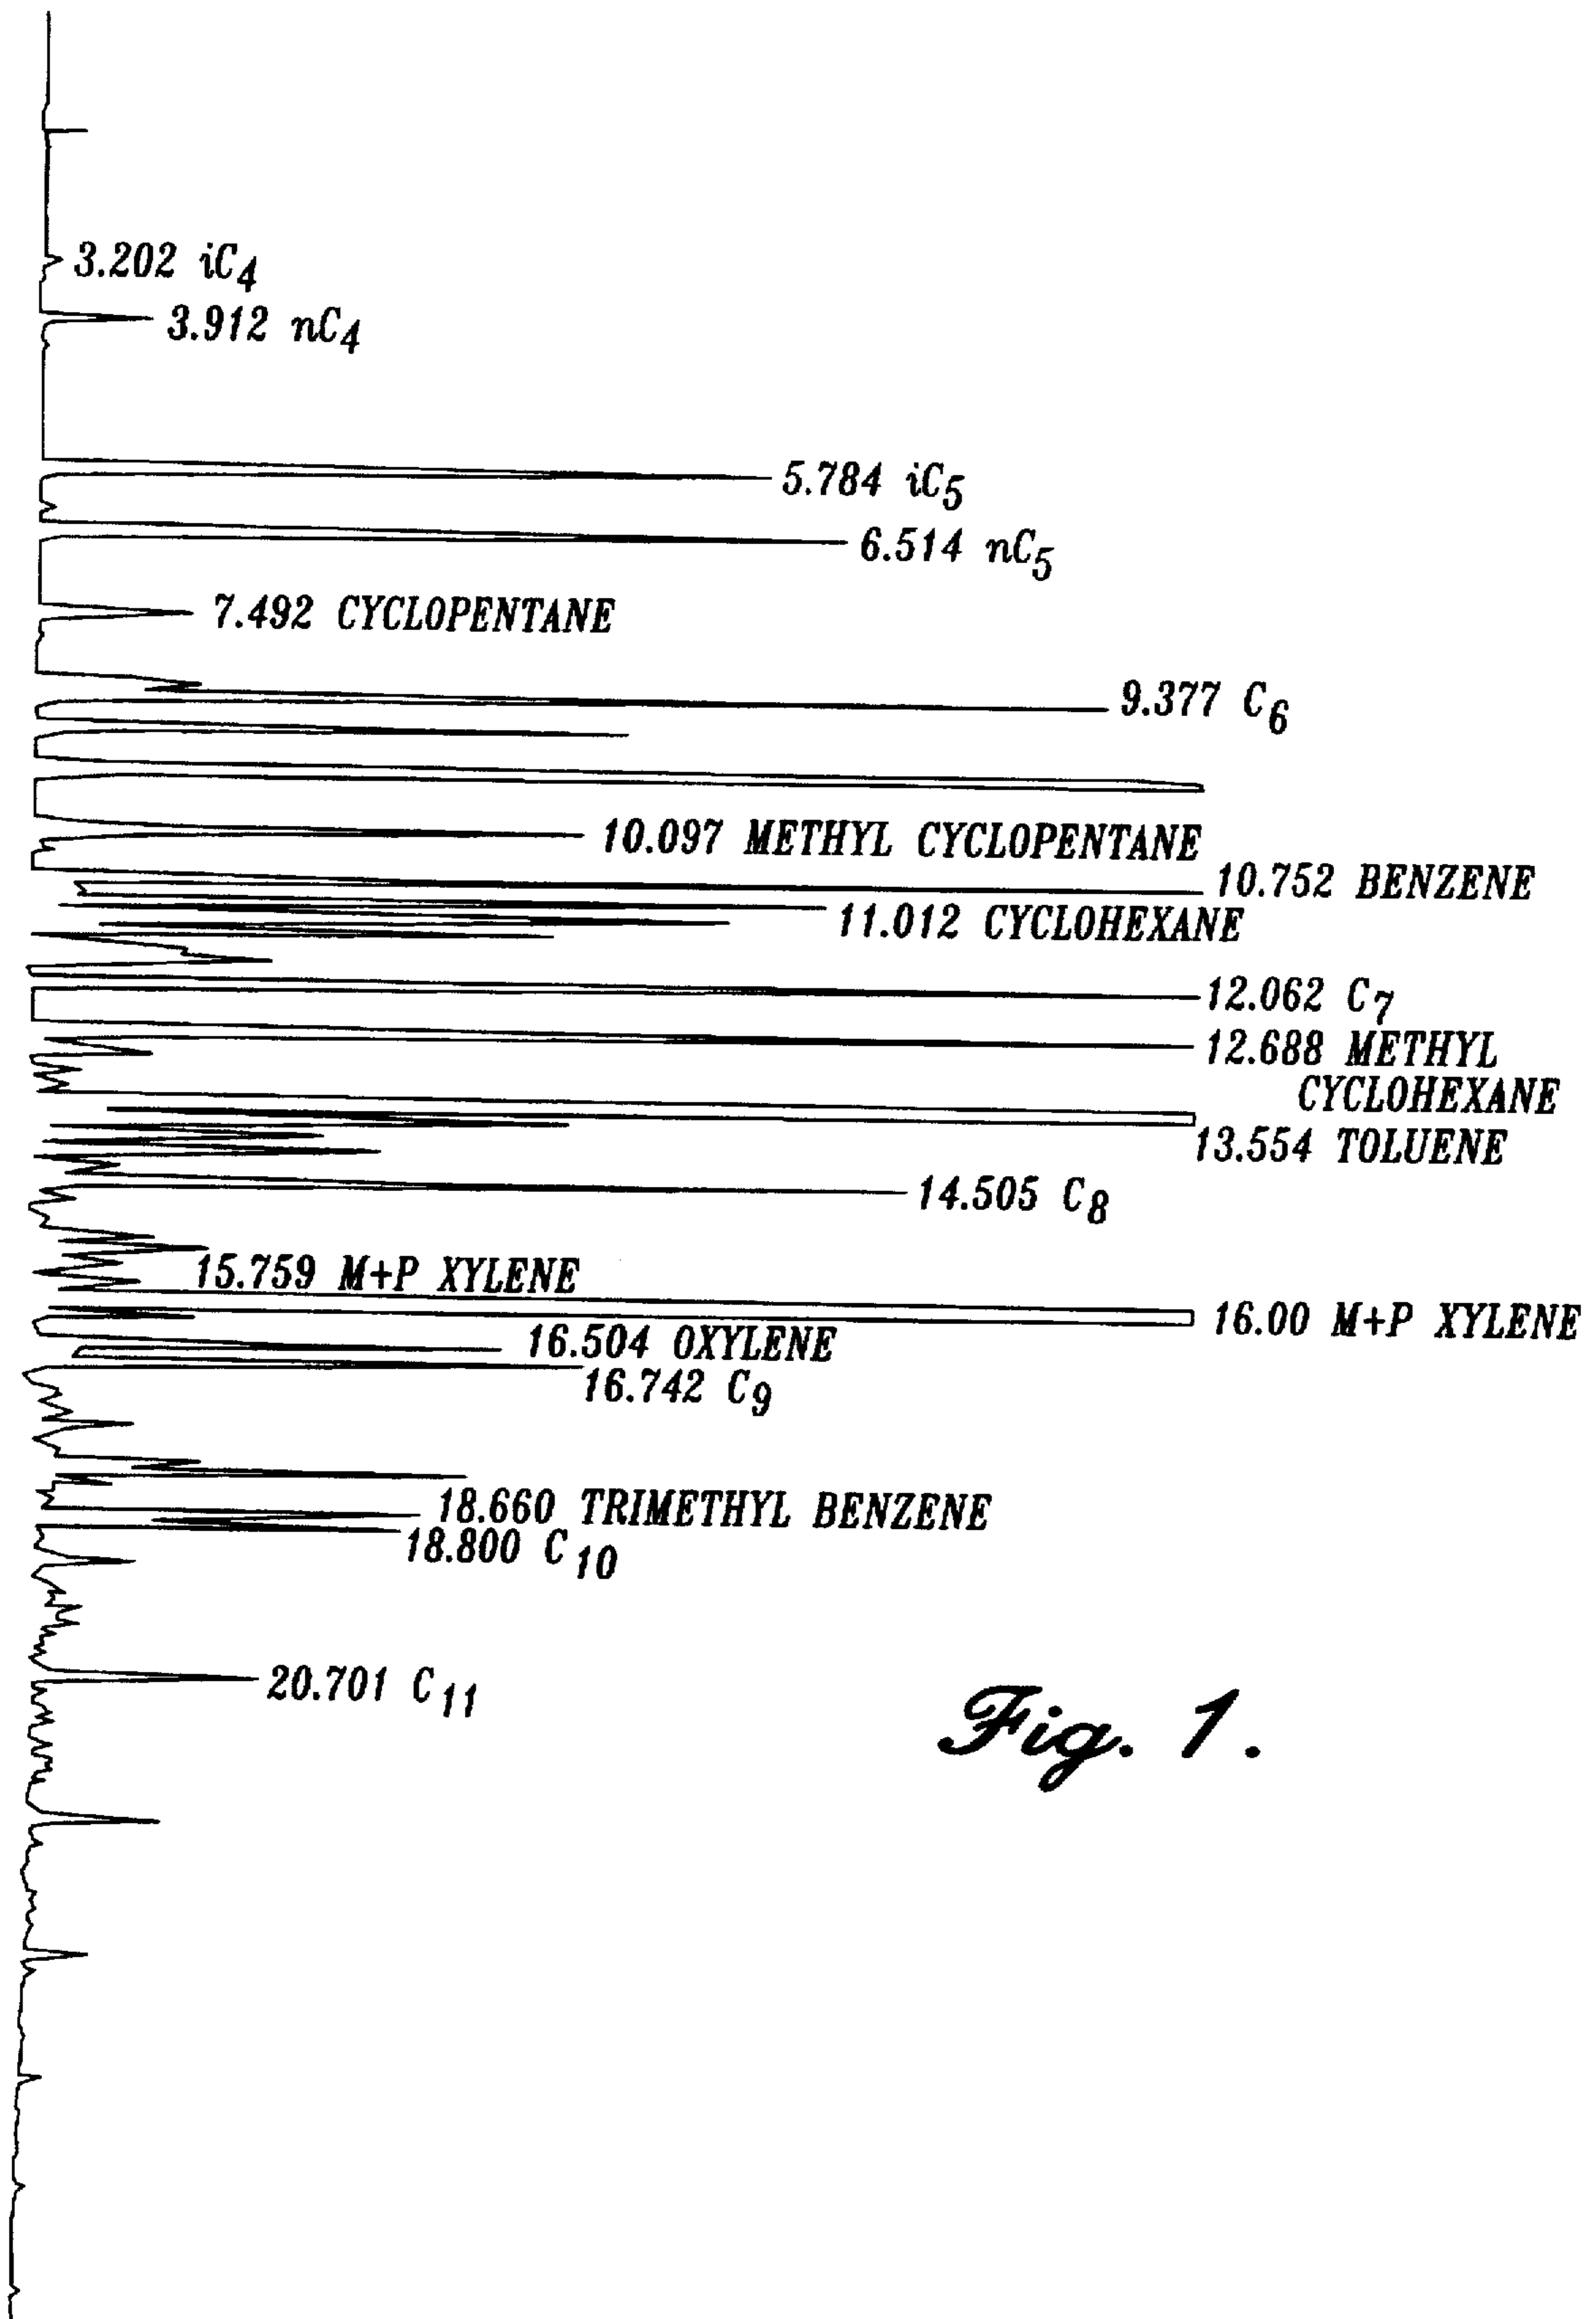 3.202 iC4
3.912 nC4
5.784 iC5
6.514 nC5
7.492 CYCLOPENTANE
9.377 C6
10.097 METHYL CYCLOPENTANE
10.752 BENZENE
11.012 CYCLOHEXANE
12.062 C7
12.688 METHYL
CYCLOHEXANE
13.554 TOLUENE
14.505 C8
15.759 M+P XYLENE
16.00 M+P XYLENE
16.504 OXYLENE
16.742 C9
18.660 TRIMETHYL BENZENE
18.800 C10
20.701 C11
Fig. 1.